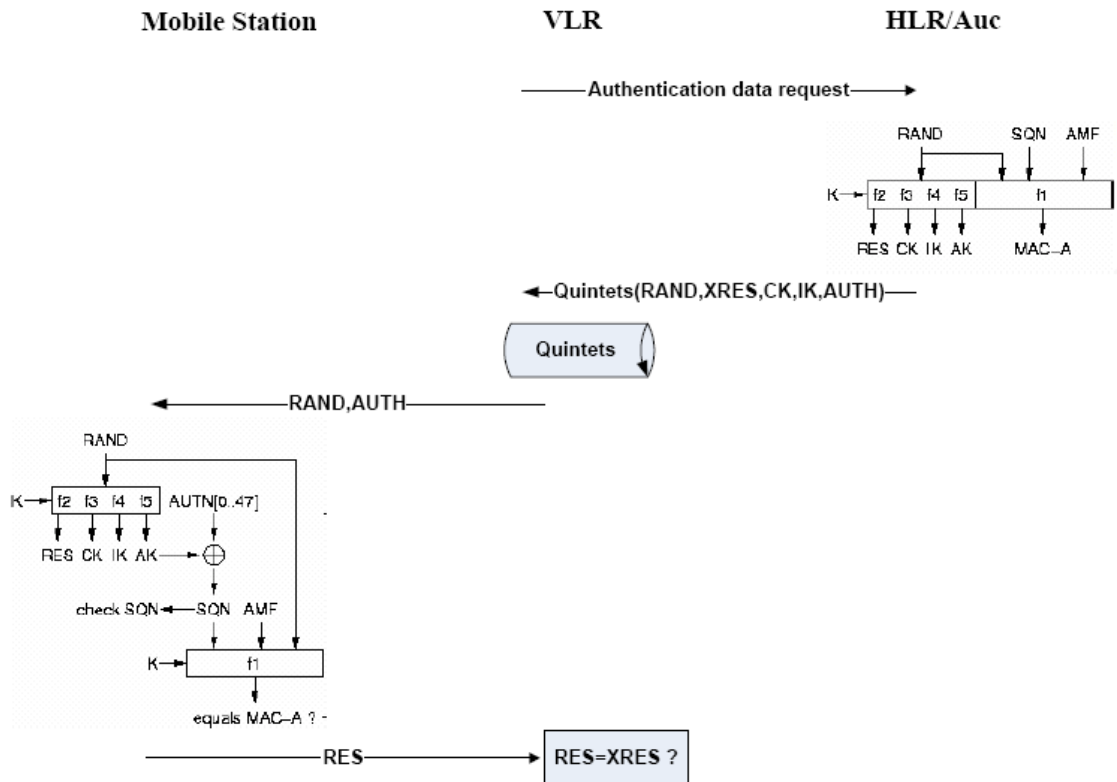 Mobile Station VLR HLR/Auc
Authentication data request
RAND SQN AMF
K f2 f3 f4 f5 f1
RES CK IK AK MAC-A
Quintets(RAND,XRES,CK,IK,AUTH)
Quintets
RAND,AUTH
RAND
K f2 f3 f4 f5 AUTN[0..47]
RES CK IK AK
check SQN SQN AMF
K f1
equals MAC-A ?
RES RES=XRES ?